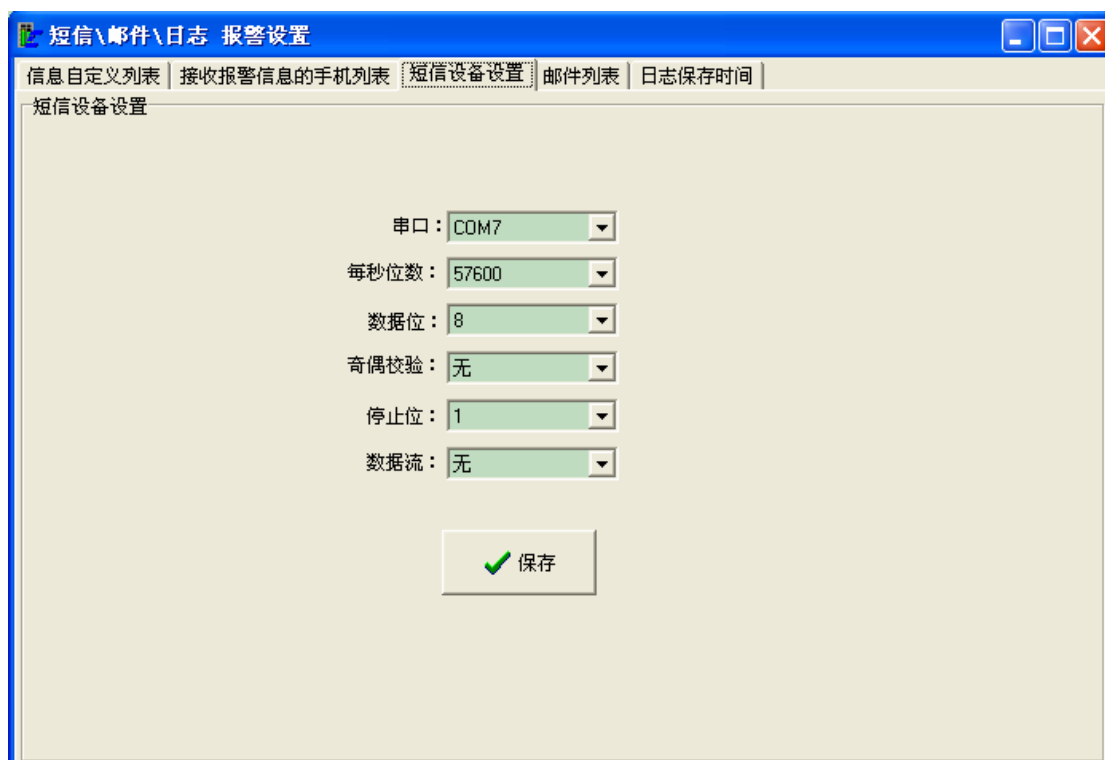 短信\邮件\日志 报警设置
信息自定义列表 接收报警信息的手机列表 短信设备设置 邮件列表 日志保存时间
短信设备设置
串口：COM7
每秒位数：57600
数据位：8
奇偶校验：无
停止位：1
数据流：无
保存